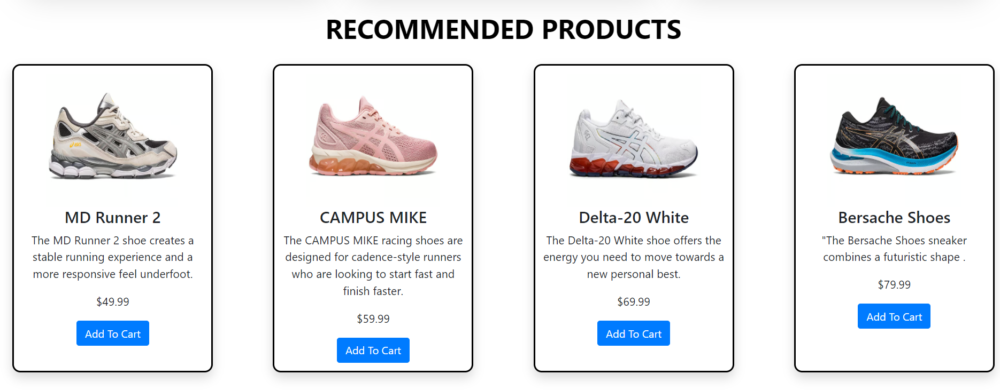 RECOMMENDED PRODUCTS
MD Runner 2
The MD Runner 2 shoe creates a
stable running experience and a
more responsive feel underfoot.
$49.99
Add To Cart
CAMPUS MIKE
The CAMPUS MIKE racing shoes are
designed for cadence-style runners
who are looking to start fast and
finish faster.
$59.99
Add To Cart
GEL
Delta-20 White
The Delta-20 White shoe offers the
energy you need to move towards a
new personal best.
$69.99
Add To Cart
Bersache Shoes
"The Bersache Shoes sneaker
combines a futuristic shape .
$79.99
Add To Cart